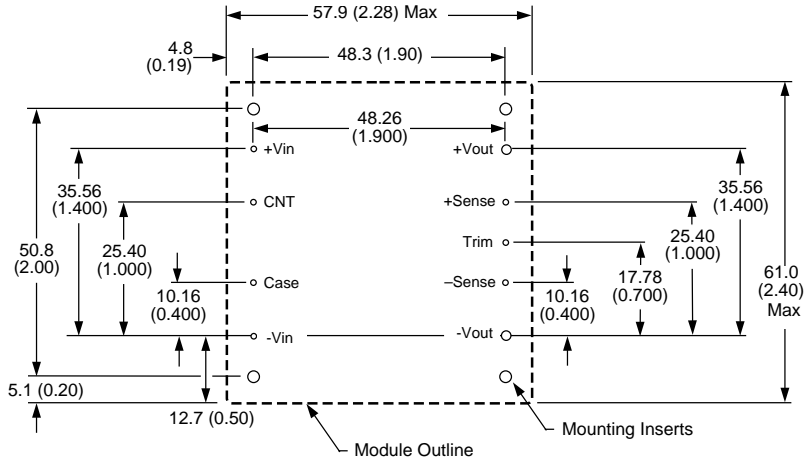 57.9 (2.28) Max
4.8
(0.19)
48.3 (1.90)
48.26
(1.900)
+Vin
+Vout
35.56
(1.400)
35.56
(1.400)
CNT
+Sense
50.8
(2.00)
25.40
(1.000)
25.40
(1.000)
Trim
61.0
(2.40)
Max
17.78
(0.700)
10.16
(0.400)
Case
–Sense
10.16
(0.400)
-Vin
-Vout
5.1 (0.20)
12.7 (0.50)
Mounting Inserts
Module Outline